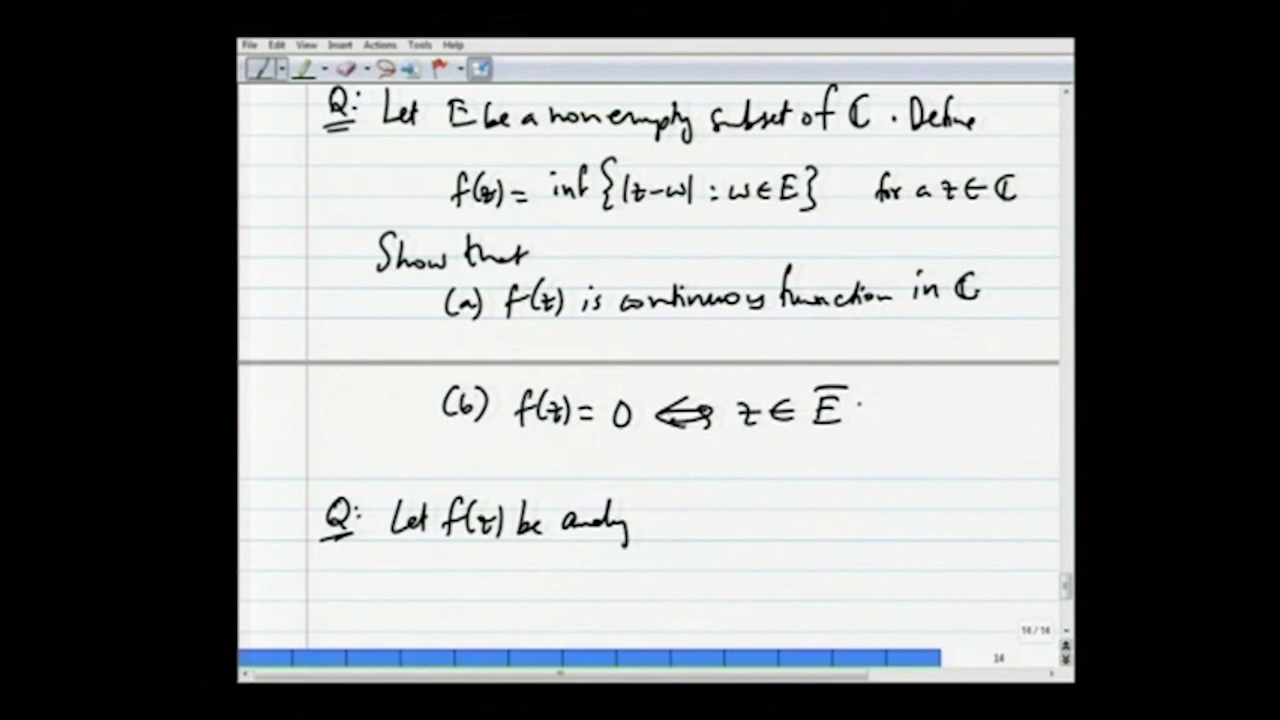 File Edit View Insert Actions Tools Help
Q: Let E be a nonempty subset of ℂ. Define
f(z) = inf {|z-w| : w ∈ E} for a z ∈ ℂ
Show that
(a) f(z) is continuous function in ℂ
(b) f(z) = 0 ⟺ z ∈ E̅.
Q: Let f(z) be analy
14 / 14
14